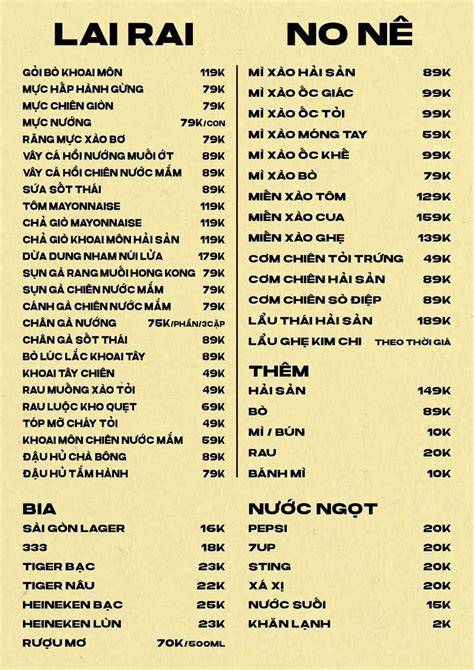 LAI RAI
GỎI BÒ KHOAI MÔN 119K
MỰC HẤP HÀNH GỪNG 79K
MỰC CHIÊN GIÒN 79K
MỰC NƯỚNG 79K/CON
RĂNG MỰC XÀO BƠ 79K
VÂY CÁ HỒI NƯỚNG MUỐI ỚT 89K
VÂY CÁ HỒI CHIÊN NƯỚC MẮM 89K
SỨA SỐT THÁI 89K
TÔM MAYONNAISE 119K
CHẢ GIÒ MAYONNAISE 119K
CHẢ GIÒ KHOAI MÔN HẢI SẢN 119K
DỪA DUNG NHAM NÚI LỬA 179K
SỤN GÀ RANG MUỐI HONG KONG 79K
SỤN GÀ CHIÊN NƯỚC MẮM 79K
CÁNH GÀ CHIÊN NƯỚC MẮM 79K
CHÂN GÀ NƯỚNG 75K/PHẦN/3CẶP
CHÂN GÀ SỐT THÁI 89K
BÒ LÚC LẮC KHOAI TÂY 89K
KHOAI TÂY CHIÊN 49K
RAU MUỐNG XÀO TỎI 49K
RAU LUỘC KHO QUẸT 69K
TÓP MỠ CHÁY TỎI 49K
KHOAI MÔN CHIÊN NƯỚC MẮM 59K
ĐẬU HỦ CHÀ BÔNG 89K
ĐẬU HỦ TẮM HÀNH 79K
BIA
SÀI GÒN LAGER 16K
333 18K
TIGER BẠC 23K
TIGER NÂU 22K
HEINEKEN BẠC 25K
HEINEKEN LÙN 23K
RƯỢU MƠ 70K/500ML
NO NÊ
MÌ XÀO HẢI SẢN 89K
MÌ XÀO ỐC GIÁC 99K
MÌ XÀO ỐC TỎI 99K
MÌ XÀO MÓNG TAY 59K
MÌ XÀO ỐC KHẾ 99K
MÌ XÀO BÒ 79K
MIẾN XÀO TÔM 129K
MIẾN XÀO CUA 159K
MIẾN XÀO GHẸ 139K
CƠM CHIÊN TỎI TRỨNG 49K
CƠM CHIÊN HẢI SẢN 89K
CƠM CHIÊN SÒ ĐIỆP 89K
LẨU THÁI HẢI SẢN 189K
LẨU GHẸ KIM CHI THEO THỜI GIÁ
THÊM
HẢI SẢN 149K
BÒ 89K
MÌ / BÚN 10K
RAU 20K
BÁNH MÌ 10K
NƯỚC NGỌT
PEPSI 20K
7UP 20K
STING 20K
XÁ XỊ 20K
NƯỚC SUỐI 15K
KHĂN LẠNH 2K